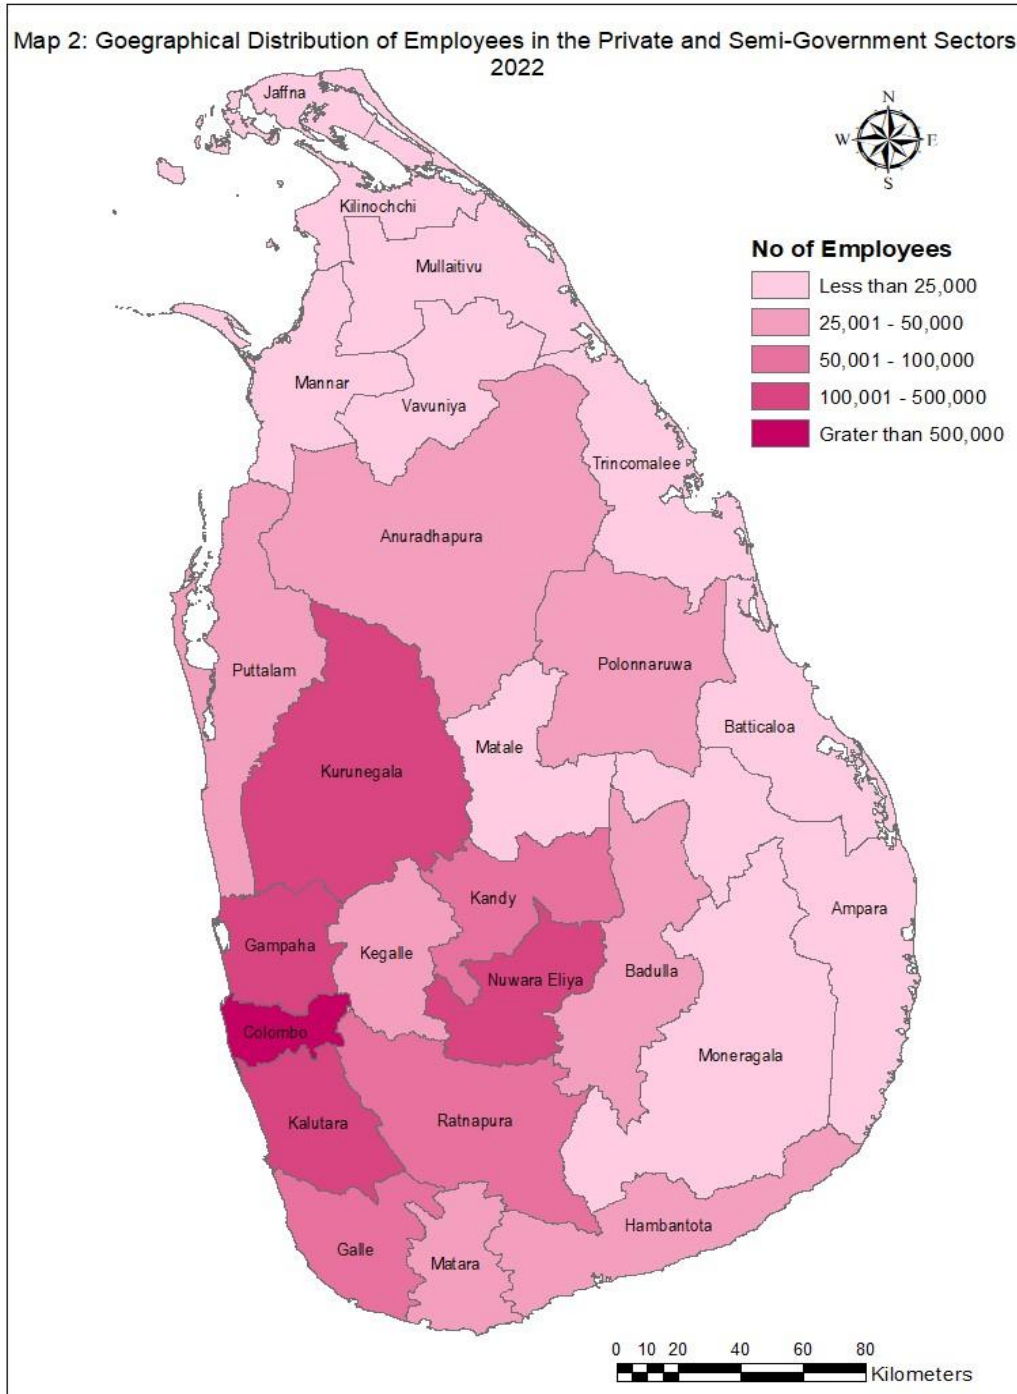 Map 2: Goegraphical Distribution of Employees in the Private and Semi-Government Sectors
2022
N
W E
S
No of Employees
Less than 25,000
25,001 - 50,000
50,001 - 100,000
100,001 - 500,000
Grater than 500,000
Jaffna
Kilinochchi
Mullaitivu
Mannar
Vavuniya
Trincomalee
Anuradhapura
Puttalam
Polonnaruwa
Batticaloa
Matale
Kurunegala
Kandy
Ampara
Gampaha
Kegalle
Nuwara Eliya
Badulla
Colombo
Moneragala
Kalutara
Ratnapura
Hambantota
Galle
Matara
0 10 20 40 60 80
Kilometers